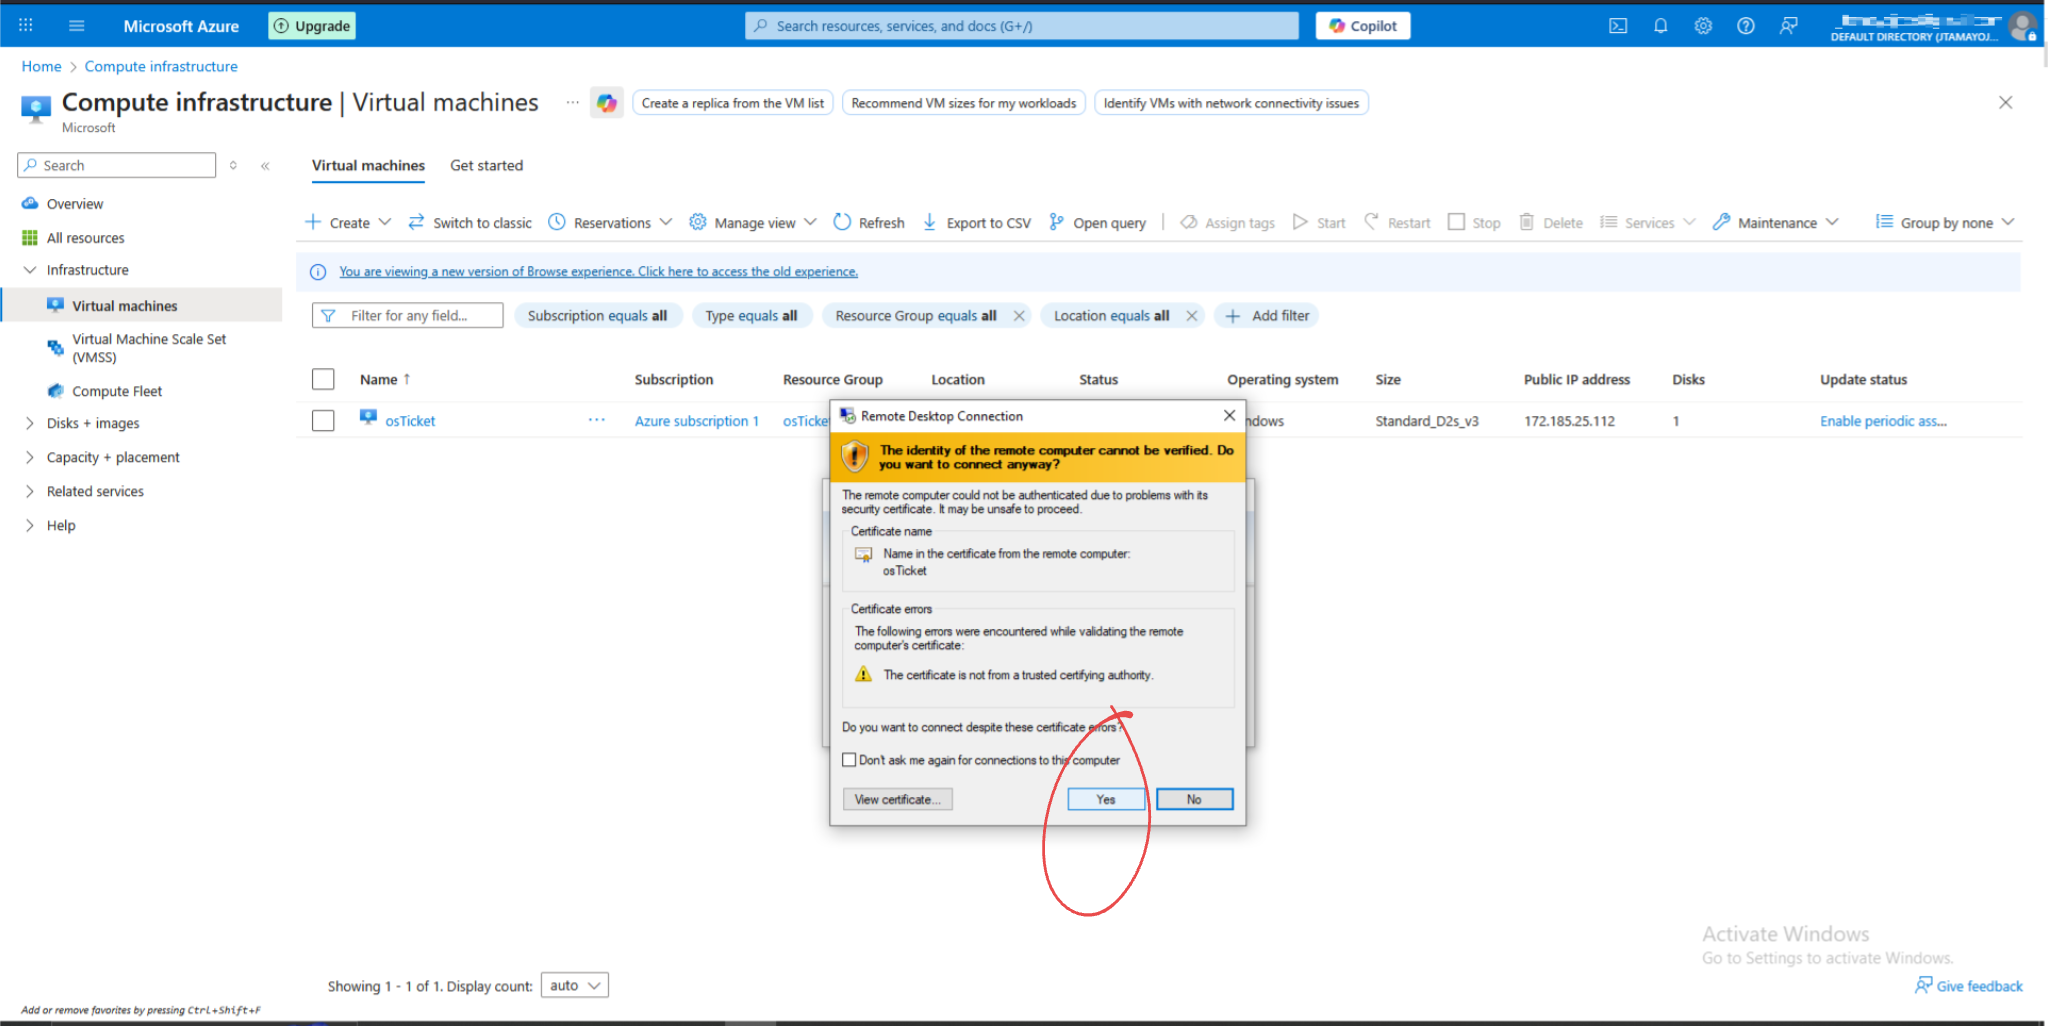 Microsoft Azure
Upgrade
Search resources, services, and docs (G+/)
Copilot
DEFAULT DIRECTORY (JTAMAYOJ...
Home > Compute infrastructure
Compute infrastructure | Virtual machines
...
Create a replica from the VM list
Recommend VM sizes for my workloads
Identify VMs with network connectivity issues
Microsoft
Search
Overview
All resources
Infrastructure
Virtual machines
Virtual Machine Scale Set
(VMSS)
Compute Fleet
Disks + images
Capacity + placement
Related services
Help
Virtual machines
Get started
Create
Switch to classic
Reservations
Manage view
Refresh
Export to CSV
Open query
Assign tags
Start
Restart
Stop
Delete
Services
Maintenance
Group by none
You are viewing a new version of Browse experience. Click here to access the old experience.
Filter for any field...
Subscription equals all
Type equals all
Resource Group equals all
Location equals all
Add filter
Name ↑ Subscription Resource Group Location Status Operating system Size Public IP address Disks Update status
osTicket ... Azure subscription 1 osTicke ndows Standard_D2s_v3 172.185.25.112 1 Enable periodic ass...
Remote Desktop Connection
The identity of the remote computer cannot be verified. Do
you want to connect anyway?
The remote computer could not be authenticated due to problems with its
security certificate. It may be unsafe to proceed.
Certificate name
Name in the certificate from the remote computer:
osTicket
Certificate errors
The following errors were encountered while validating the remote
computer's certificate:
The certificate is not from a trusted certifying authority.
Do you want to connect despite these certificate errors?
Don't ask me again for connections to this computer
View certificate...
Yes
No
Activate Windows
Go to Settings to activate Windows.
Showing 1 - 1 of 1. Display count: auto
Give feedback
Add or remove favorites by pressing Ctrl+Shift+F